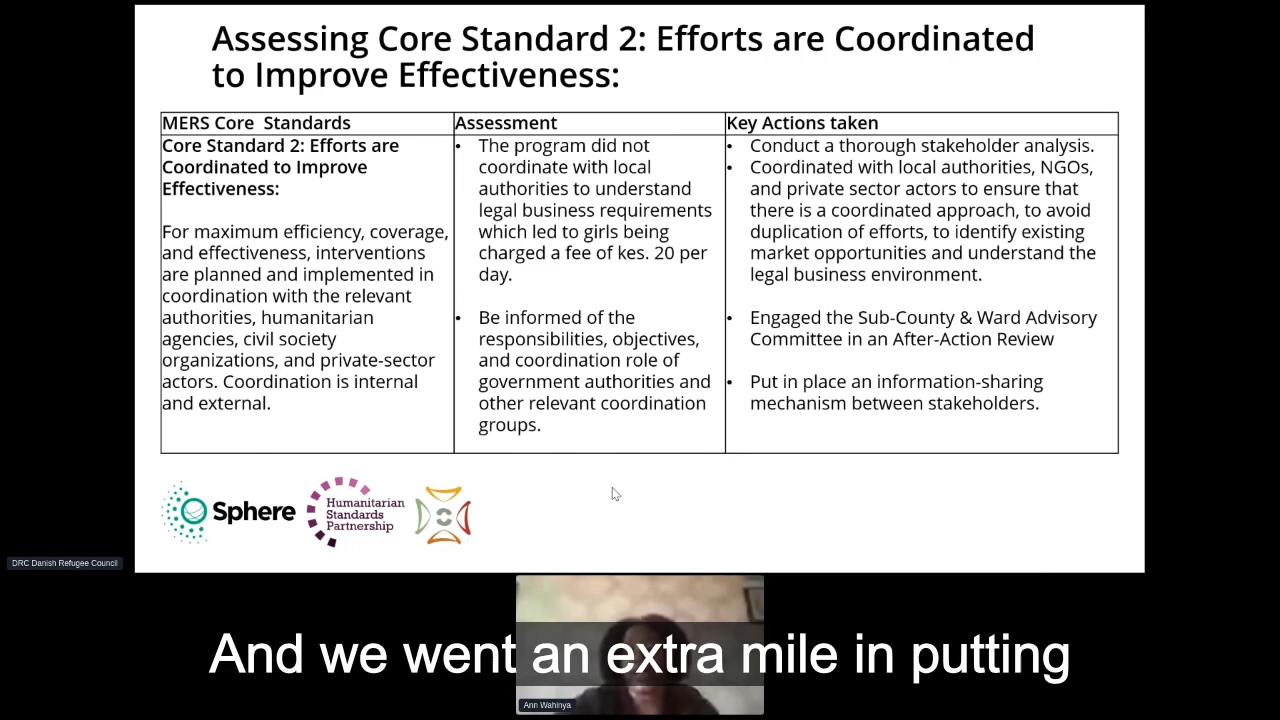 Assessing Core Standard 2: Efforts are Coordinated
to Improve Effectiveness:
MERS Core Standards
Core Standard 2: Efforts are
Coordinated to Improve
Effectiveness:
For maximum efficiency, coverage,
and effectiveness, interventions
are planned and implemented in
coordination with the relevant
authorities, humanitarian
agencies, civil society
organizations, and private-sector
actors. Coordination is internal
and external.
Assessment
• The program did not
coordinate with local
authorities to understand
legal business requirements
which led to girls being
charged a fee of kes. 20 per
day.
• Be informed of the
responsibilities, objectives,
and coordination role of
government authorities and
other relevant coordination
groups.
Key Actions taken
• Conduct a thorough stakeholder analysis.
• Coordinated with local authorities, NGOs,
and private sector actors to ensure that
there is a coordinated approach, to avoid
duplication of efforts, to identify existing
market opportunities and understand the
legal business environment.
• Engaged the Sub-County & Ward Advisory
Committee in an After-Action Review
• Put in place an information-sharing
mechanism between stakeholders.
Sphere
Humanitarian
Standards
Partnership
DRC Danish Refugee Council
And we went an extra mile in putting
Ann Wahinya